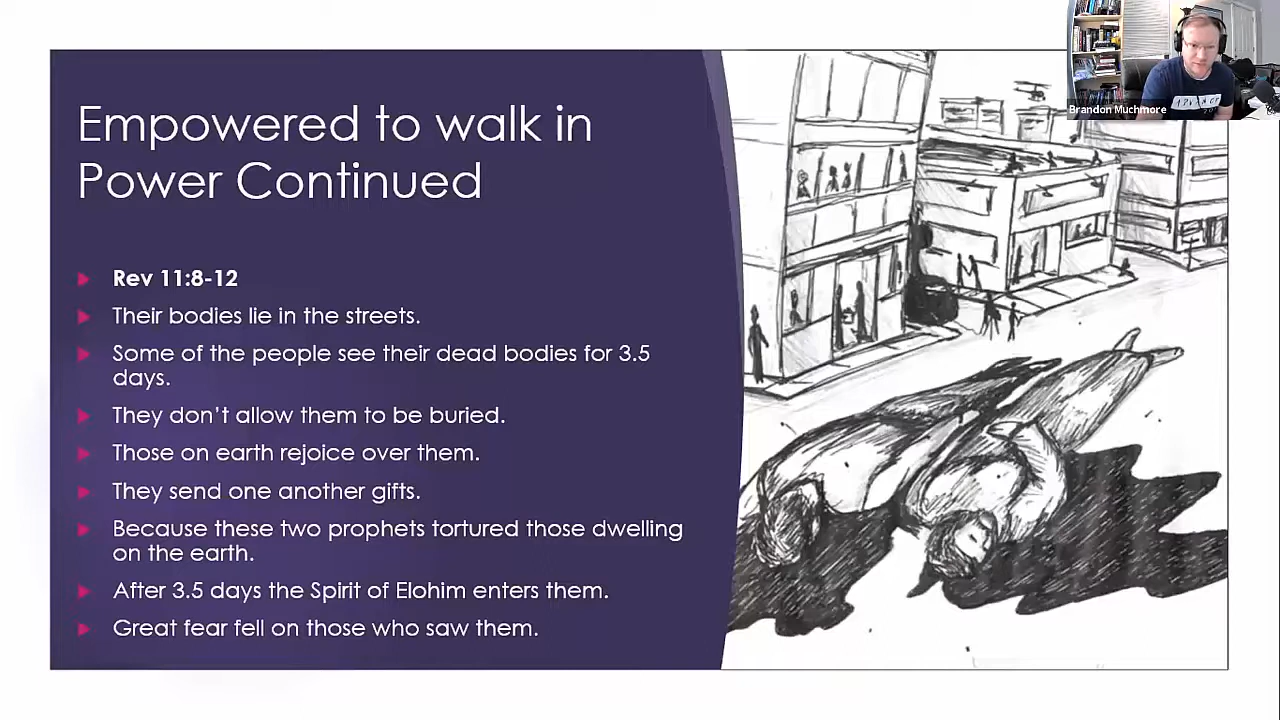 Brandon Muchmore
Empowered to walk in
Power Continued
Rev 11:8-12
Their bodies lie in the streets.
Some of the people see their dead bodies for 3.5
days.
They don't allow them to be buried.
Those on earth rejoice over them.
They send one another gifts.
Because these two prophets tortured those dwelling
on the earth.
After 3.5 days the Spirit of Elohim enters them.
Great fear fell on those who saw them.